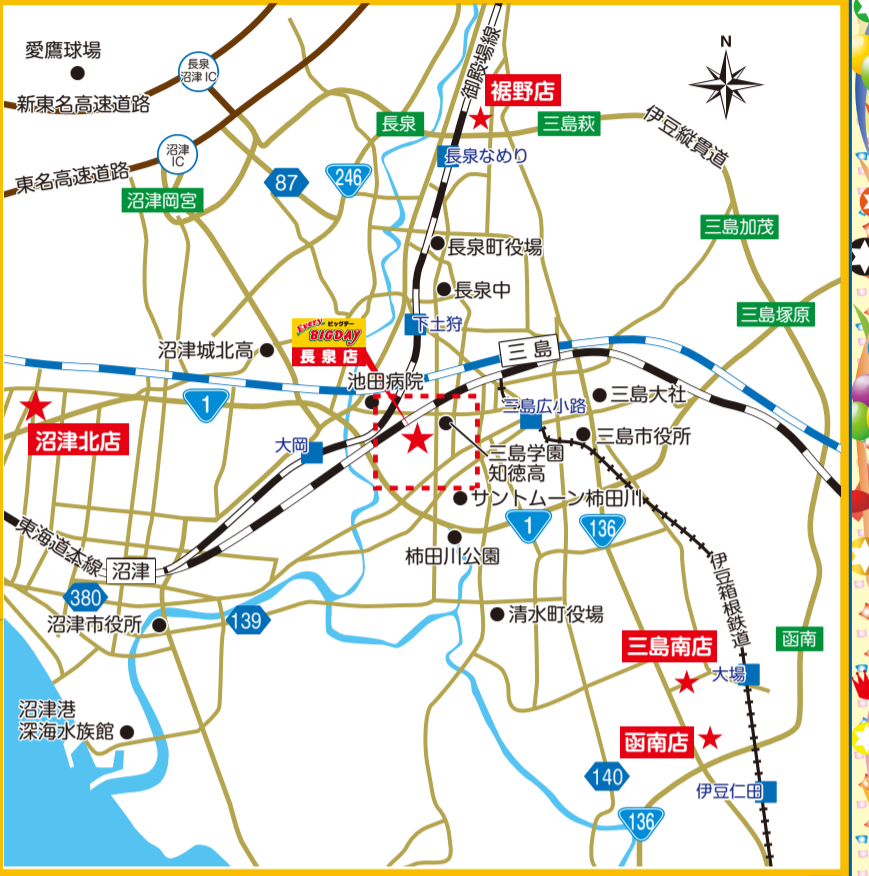 愛鷹球場
長泉
沼津IC
新東名高速道路
沼津
IC
東名高速道路
沼津岡宮
87
246
長泉
御殿場線
裾野店
三島萩
長泉なめり
伊豆縦貫道
N
三島加茂
三島塚原
長泉町役場
長泉中
下土狩
Every ビッグデー
BIGDAY
長泉店
沼津城北高
池田病院
三島
1
沼津北店
大岡
三島広小路
三島大社
三島市役所
三島学園
知徳高
サントムーン柿田川
1
136
柿田川公園
東海道本線
沼津
380
沼津市役所
139
清水町役場
伊豆箱根鉄道
三島南店
大場
函南
函南店
沼津港
深海水族館
140
136
伊豆仁田